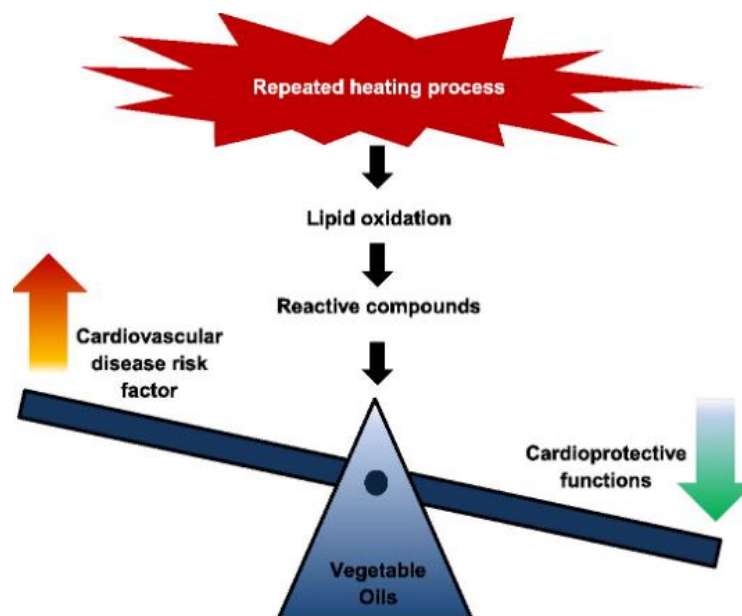 Repeated heating process
Lipid oxidation
Reactive compounds
Cardiovascular
disease risk
factor
Cardioprotective
functions
Vegetable
Oils